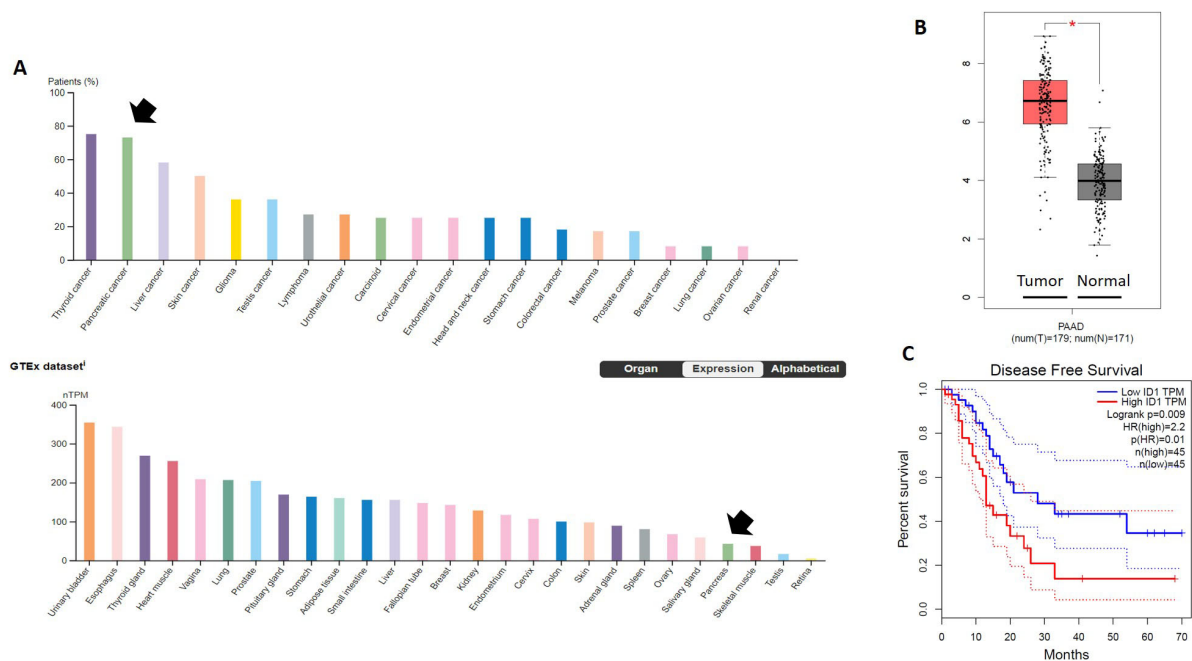 A
Patients (%)
100
80
60
40
20
0
Thyroid cancer
Pancreatic cancer
Liver cancer
Skin cancer
Glioma
Testis cancer
Lymphoma
Urothelial cancer
Carcinoid
Cervical cancer
Endometrial cancer
Head and neck cancer
Stomach cancer
Colorectal cancer
Melanoma
Prostate cancer
Breast cancer
Lung cancer
Ovarian cancer
Renal cancer
GTEx dataseti
Organ Expression Alphabetical
nTPM
400
300
200
100
0
Urinary bladder
Esophagus
Thyroid gland
Heart muscle
Vagina
Lung
Prostate
Pituitary gland
Stomach
Adipose tissue
Small intestine
Liver
Fallopian tube
Breast
Kidney
Endometrium
Cervix
Colon
Skin
Adrenal gland
Spleen
Ovary
Salivary gland
Pancreas
Skeletal muscle
Testis
Retina
B
*
8
6
4
2
0
Tumor Normal
PAAD
(num(T)=179; num(N)=171)
C
Disease Free Survival
Low ID1 TPM
High ID1 TPM
Logrank p=0.009
HR(high)=2.2
p(HR)=0.01
n(high)=45
n(low)=45
Percent survival
1.0
0.8
0.6
0.4
0.2
0.0
0 10 20 30 40 50 60 70
Months